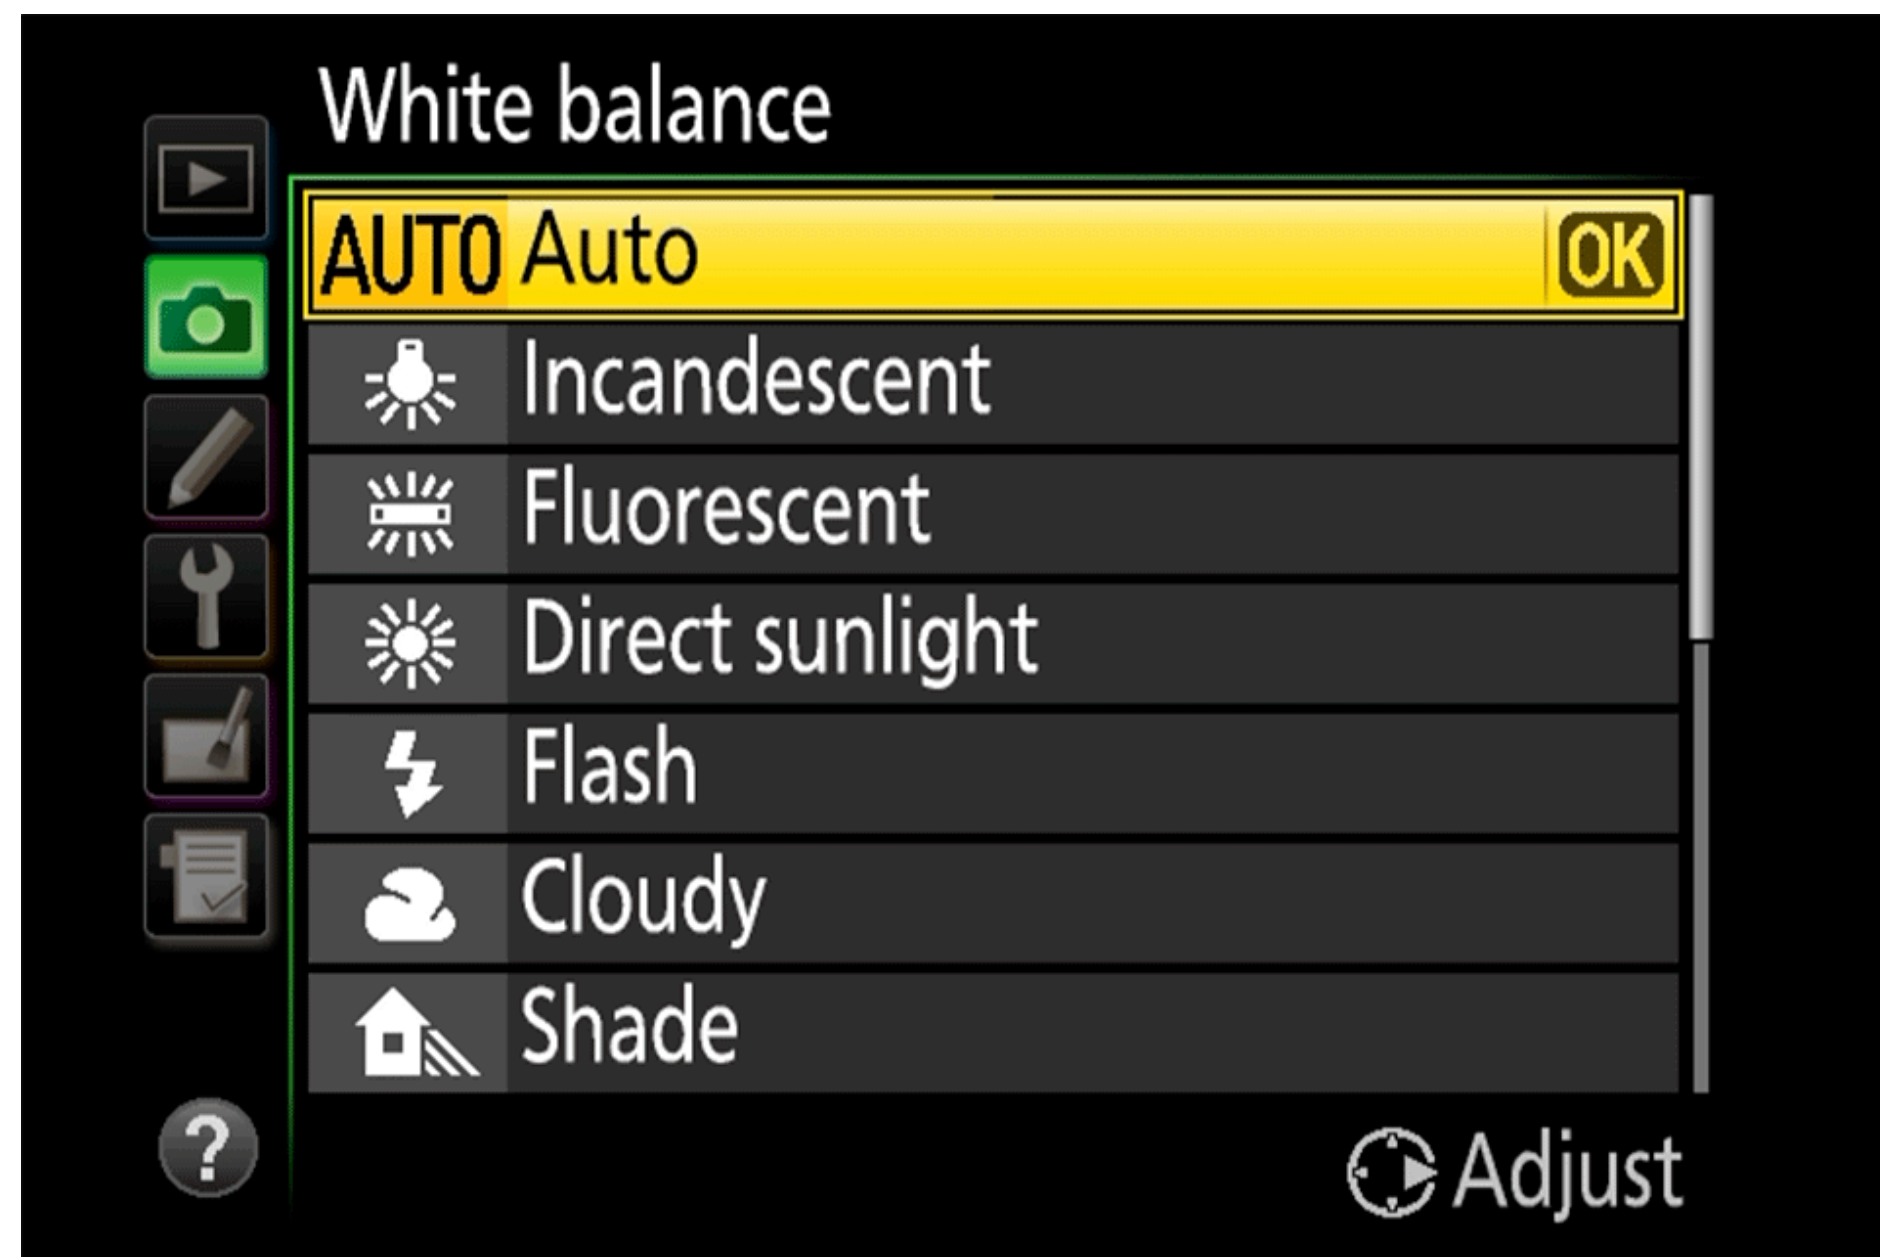 White balance
AUTO Auto OK
Incandescent
Fluorescent
Direct sunlight
Flash
Cloudy
Shade
? Adjust